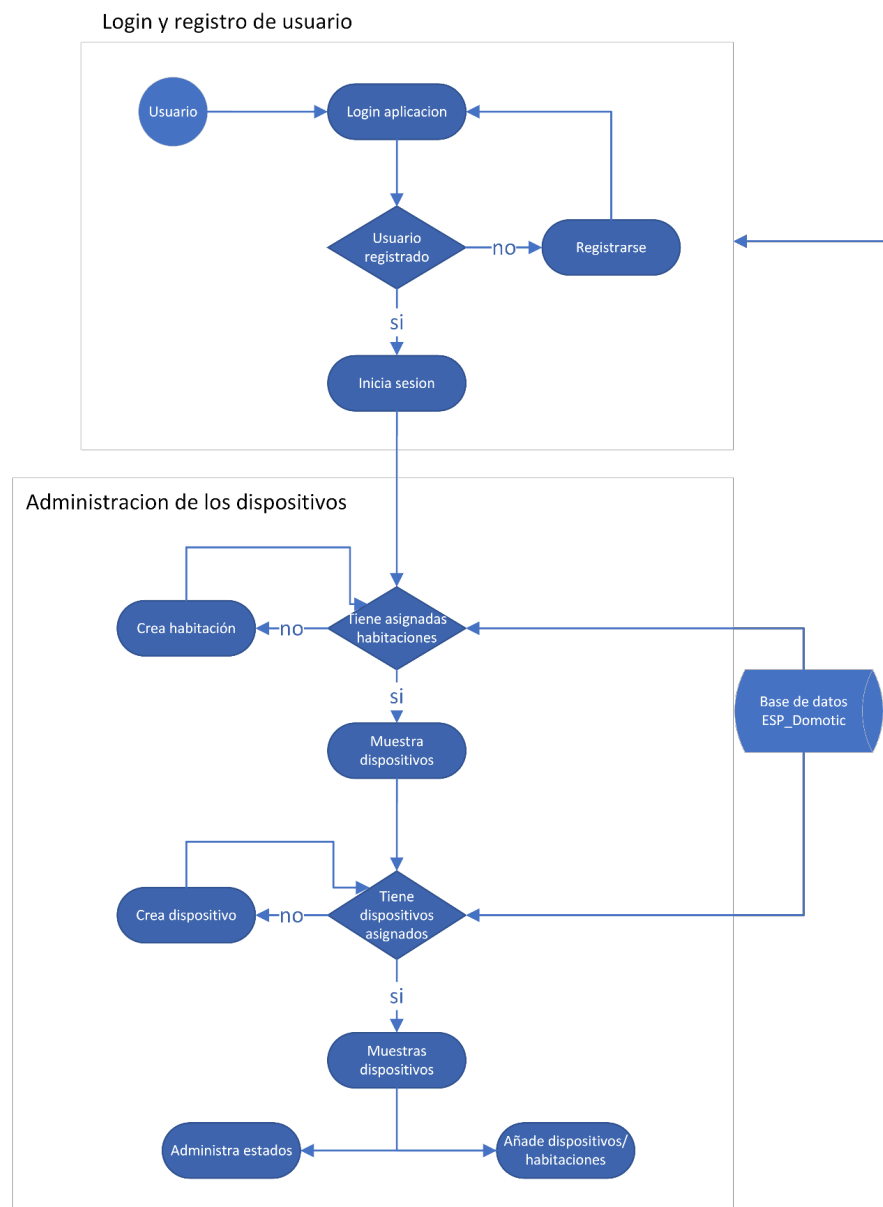 Login y registro de usuario
Usuario
Login aplicacion
Usuario
registrado
no
Registrarse
si
Inicia sesion
Administracion de los dispositivos
Crea habitación
no
Tiene asignadas
habitaciones
si
Base de datos
ESP_Domotic
Muestra
dispositivos
Crea dispositivo
no
Tiene
dispositivos
asignados
si
Muestras
dispositivos
Administra estados
Añade dispositivos/
habitaciones